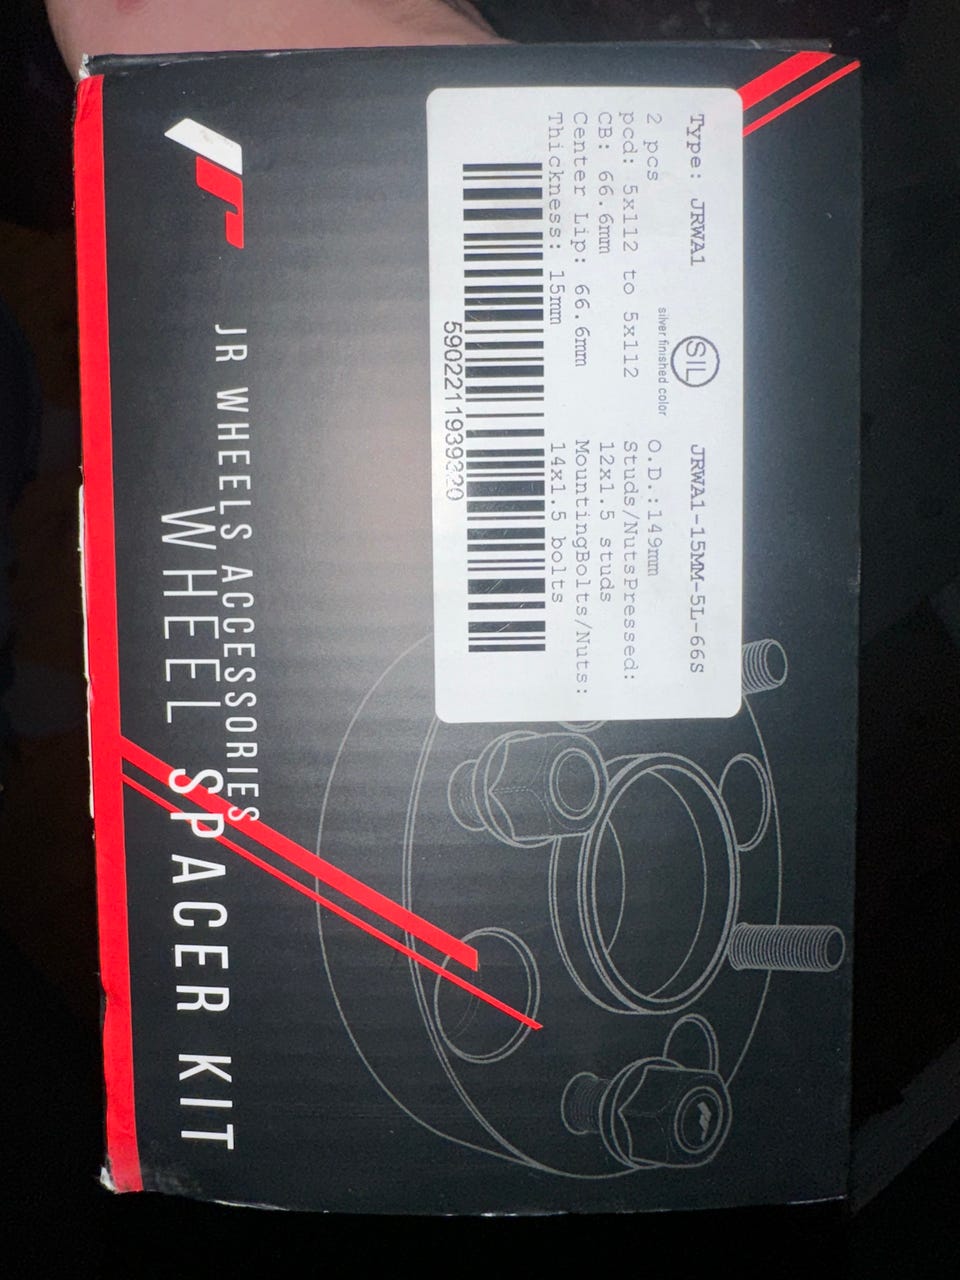 Type: JRWA1
JRWA1-15MM-5L-66S
SIL
silver finished color
2 pcs
pcd: 5x112 to 5x112
CB: 66.6mm
Center Lip: 66.6mm
Thickness: 15mm
O.D.:149mm
Studs/NutsPressed:
12x1.5 studs
MountingBolts/Nuts:
14x1.5 bolts
JR WHEELS ACCESSORIES
WHEEL SPACER KIT